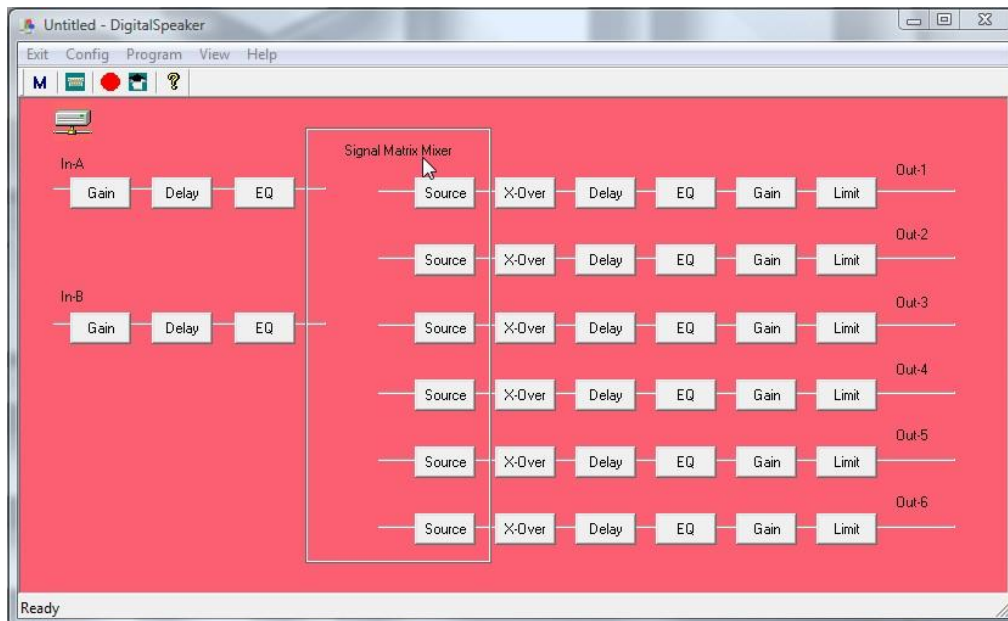 Untitled - DigitalSpeaker
Exit Config Program View Help
M
Signal Matrix Mixer
In-A
Out-1
Gain Delay EQ Source X-Over Delay EQ Gain Limit
Out-2
Source X-Over Delay EQ Gain Limit
In-B
Out-3
Gain Delay EQ Source X-Over Delay EQ Gain Limit
Out-4
Source X-Over Delay EQ Gain Limit
Out-5
Source X-Over Delay EQ Gain Limit
Out-6
Source X-Over Delay EQ Gain Limit
Ready